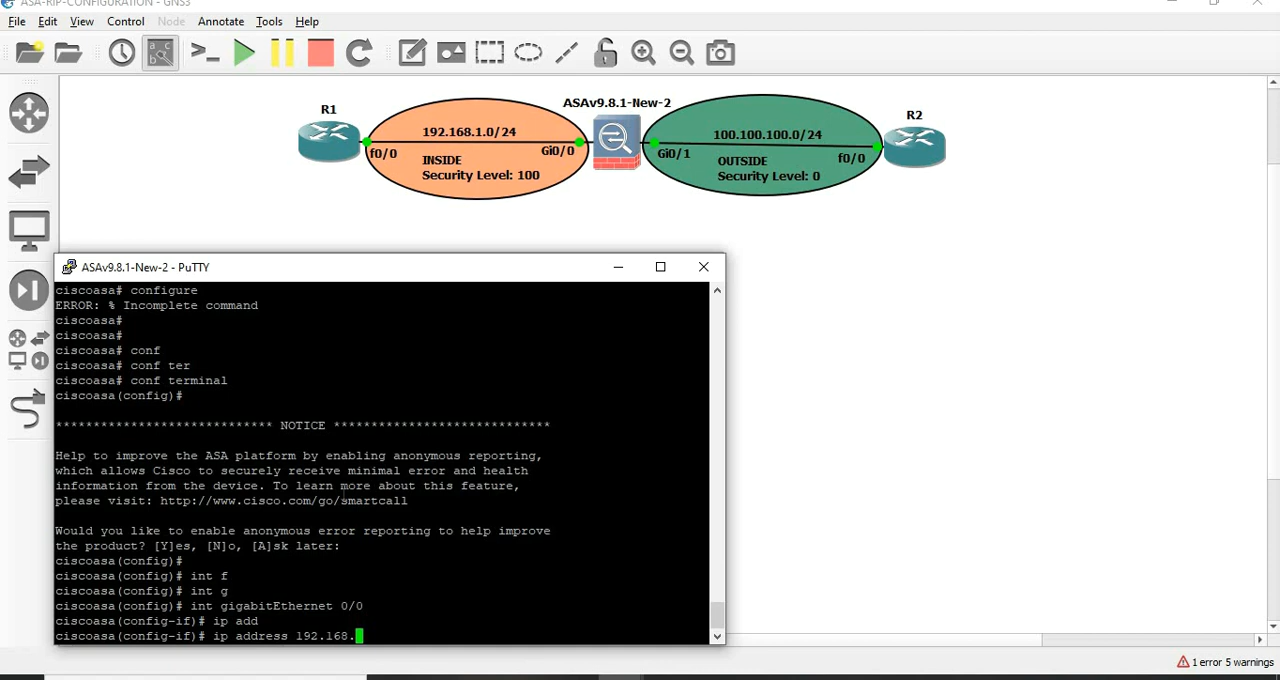 ASA-RIP-CONFIGURATION - GNS3
File Edit View Control Node Annotate Tools Help
ASAv9.8.1-New-2
R1
R2
192.168.1.0/24
100.100.100.0/24
f0/0
Gi0/0
Gi0/1
f0/0
INSIDE
Security Level: 100
OUTSIDE
Security Level: 0
ASAv9.8.1-New-2 - PuTTY
ciscoasa# configure
ERROR: % Incomplete command
ciscoasa#
ciscoasa#
ciscoasa# conf
ciscoasa# conf ter
ciscoasa# conf terminal
ciscoasa(config)#
***************************** NOTICE *****************************
Help to improve the ASA platform by enabling anonymous reporting,
which allows Cisco to securely receive minimal error and health
information from the device. To learn more about this feature,
please visit: http://www.cisco.com/go/smartcall
Would you like to enable anonymous error reporting to help improve
the product? [Y]es, [N]o, [A]sk later:
ciscoasa(config)#
ciscoasa(config)# int f
ciscoasa(config)# int g
ciscoasa(config)# int gigabitEthernet 0/0
ciscoasa(config-if)# ip add
ciscoasa(config-if)# ip address 192.168.
1 error 5 warnings